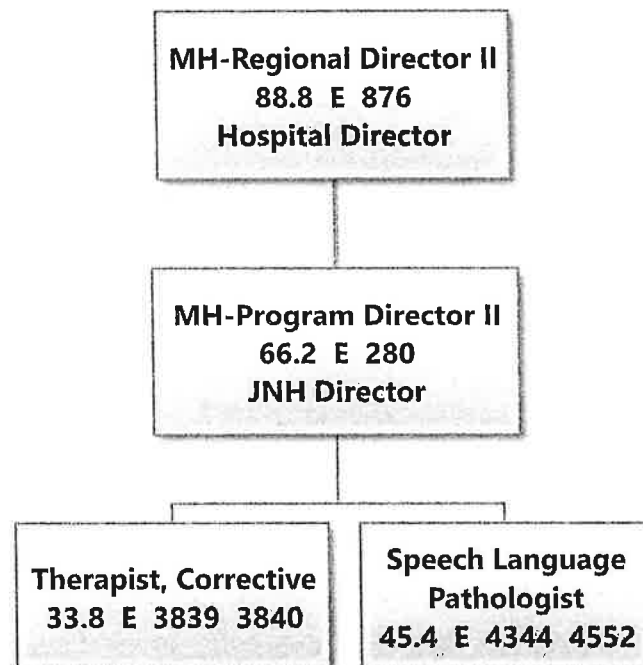 MH-Regional Director II
88.8 E 876
Hospital Director
MH-Program Director II
66.2 E 280
JNH Director
Therapist, Corrective
33.8 E 3839 3840
Speech Language
Pathologist
45.4 E 4344 4552